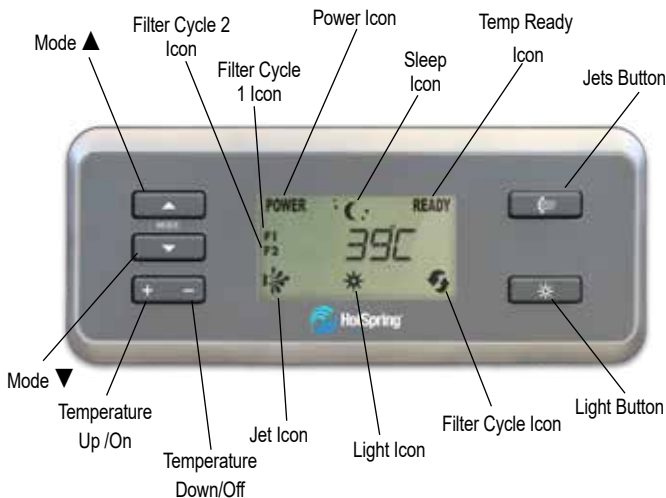 Mode ▲
Filter Cycle 2
Icon
Filter Cycle
1 Icon
Power Icon
Sleep
Icon
Temp Ready
Icon
Jets Button
POWER
READY
MODE
F1
F2
39C
+ −
HotSpring
Mode ▼
Temperature
Up /On
Temperature
Down/Off
Jet Icon
Light Icon
Filter Cycle Icon
Light Button